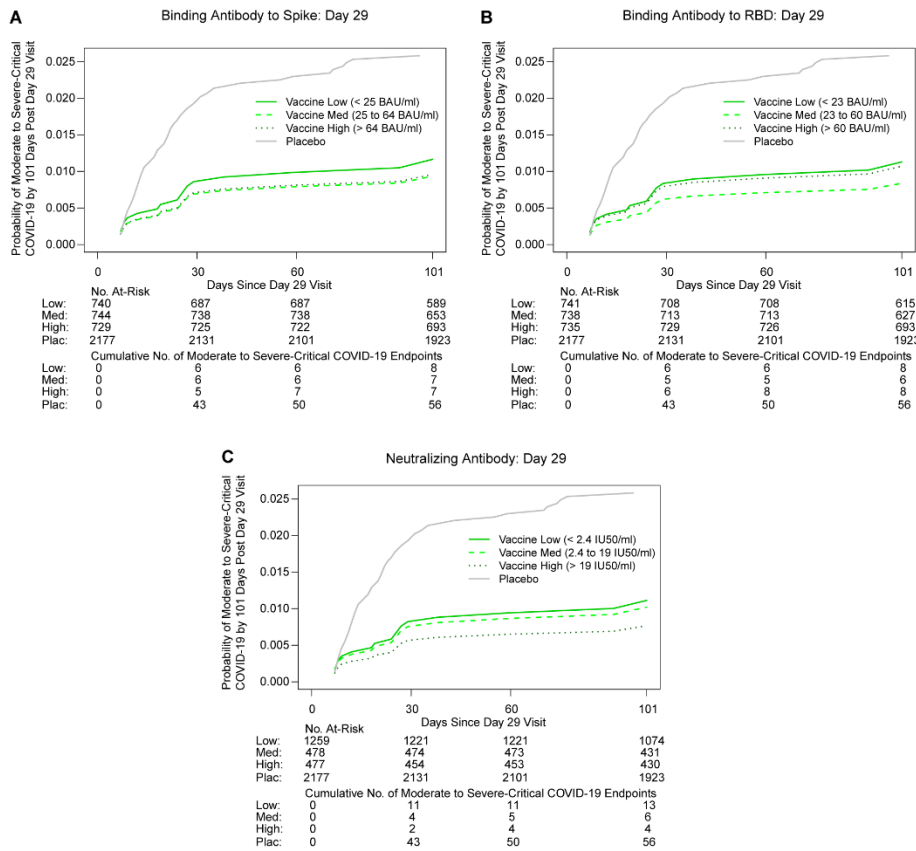 A
Binding Antibody to Spike: Day 29
Probability of Moderate to Severe-Critical
COVID-19 by 101 Days Post Day 29 Visit
0.025
0.020
0.015
0.010
0.005
0.000
Vaccine Low (< 25 BAU/ml)
Vaccine Med (25 to 64 BAU/ml)
Vaccine High (> 64 BAU/ml)
Placebo
0 30 60 101
Days Since Day 29 Visit
No. At-Risk
Low: 740 687 687 589
Med: 744 738 738 653
High: 729 725 722 693
Plac: 2177 2131 2101 1923
Cumulative No. of Moderate to Severe-Critical COVID-19 Endpoints
Low: 0 6 6 8
Med: 0 6 6 7
High: 0 5 7 7
Plac: 0 43 50 56
B
Binding Antibody to RBD: Day 29
Probability of Moderate to Severe-Critical
COVID-19 by 101 Days Post Day 29 Visit
0.025
0.020
0.015
0.010
0.005
0.000
Vaccine Low (< 23 BAU/ml)
Vaccine Med (23 to 60 BAU/ml)
Vaccine High (> 60 BAU/ml)
Placebo
0 30 60 101
Days Since Day 29 Visit
No. At-Risk
Low: 741 708 708 615
Med: 738 713 713 627
High: 735 729 726 693
Plac: 2177 2131 2101 1923
Cumulative No. of Moderate to Severe-Critical COVID-19 Endpoints
Low: 0 6 6 8
Med: 0 5 5 6
High: 0 6 8 8
Plac: 0 43 50 56
C
Neutralizing Antibody: Day 29
Probability of Moderate to Severe-Critical
COVID-19 by 101 Days Post Day 29 Visit
0.025
0.020
0.015
0.010
0.005
0.000
Vaccine Low (< 2.4 IU50/ml)
Vaccine Med (2.4 to 19 IU50/ml)
Vaccine High (> 19 IU50/ml)
Placebo
0 30 60 101
Days Since Day 29 Visit
No. At-Risk
Low: 1259 1221 1221 1074
Med: 478 474 473 431
High: 477 454 453 430
Plac: 2177 2131 2101 1923
Cumulative No. of Moderate to Severe-Critical COVID-19 Endpoints
Low: 0 11 11 13
Med: 0 4 5 6
High: 0 2 4 4
Plac: 0 43 50 56